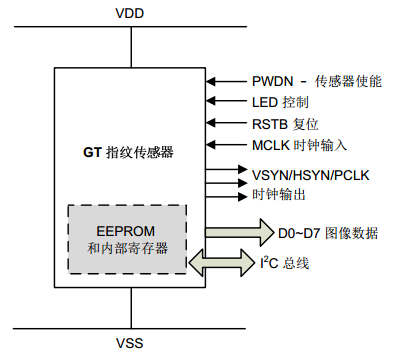 VDD
PWDN - 传感器使能
LED 控制
RSTB 复位
GT 指纹传感器
MCLK 时钟输入
VSYN/HSYN/PCLK
时钟输出
EEPROM
和内部寄存器
D0~D7 图像数据
I²C 总线
VSS